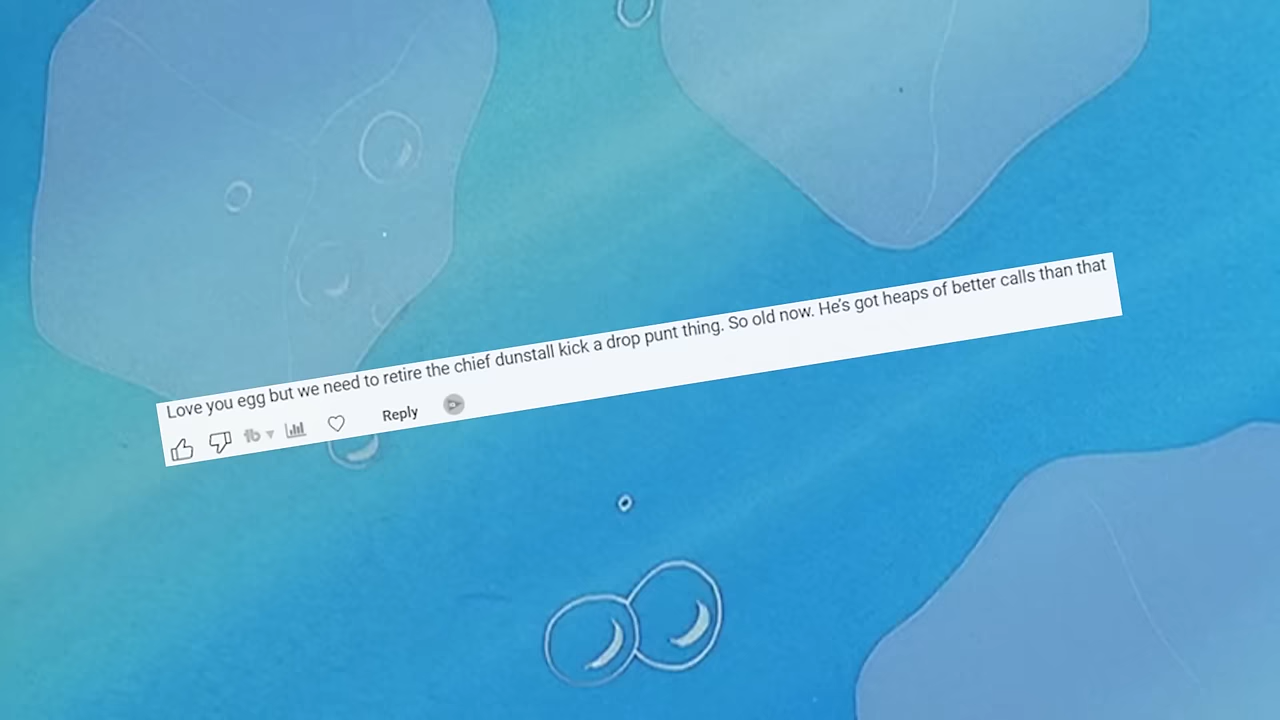 Love you egg but we need to retire the chief dunstall kick a drop punt thing. So old now. He's got heaps of better calls than that
Reply